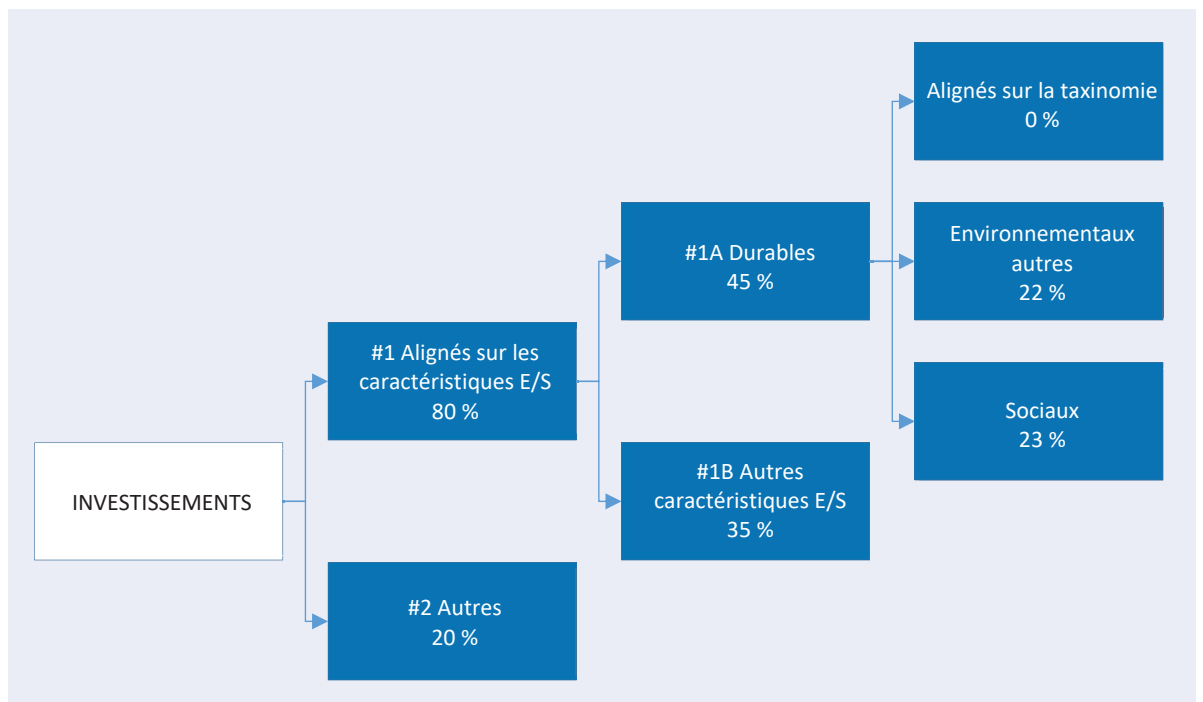 INVESTISSEMENTS
#1 Alignés sur les
caractéristiques E/S
80 %
#2 Autres
20 %
#1A Durables
45 %
#1B Autres
caractéristiques E/S
35 %
Alignés sur la taxinomie
0 %
Environnementaux
autres
22 %
Sociaux
23 %